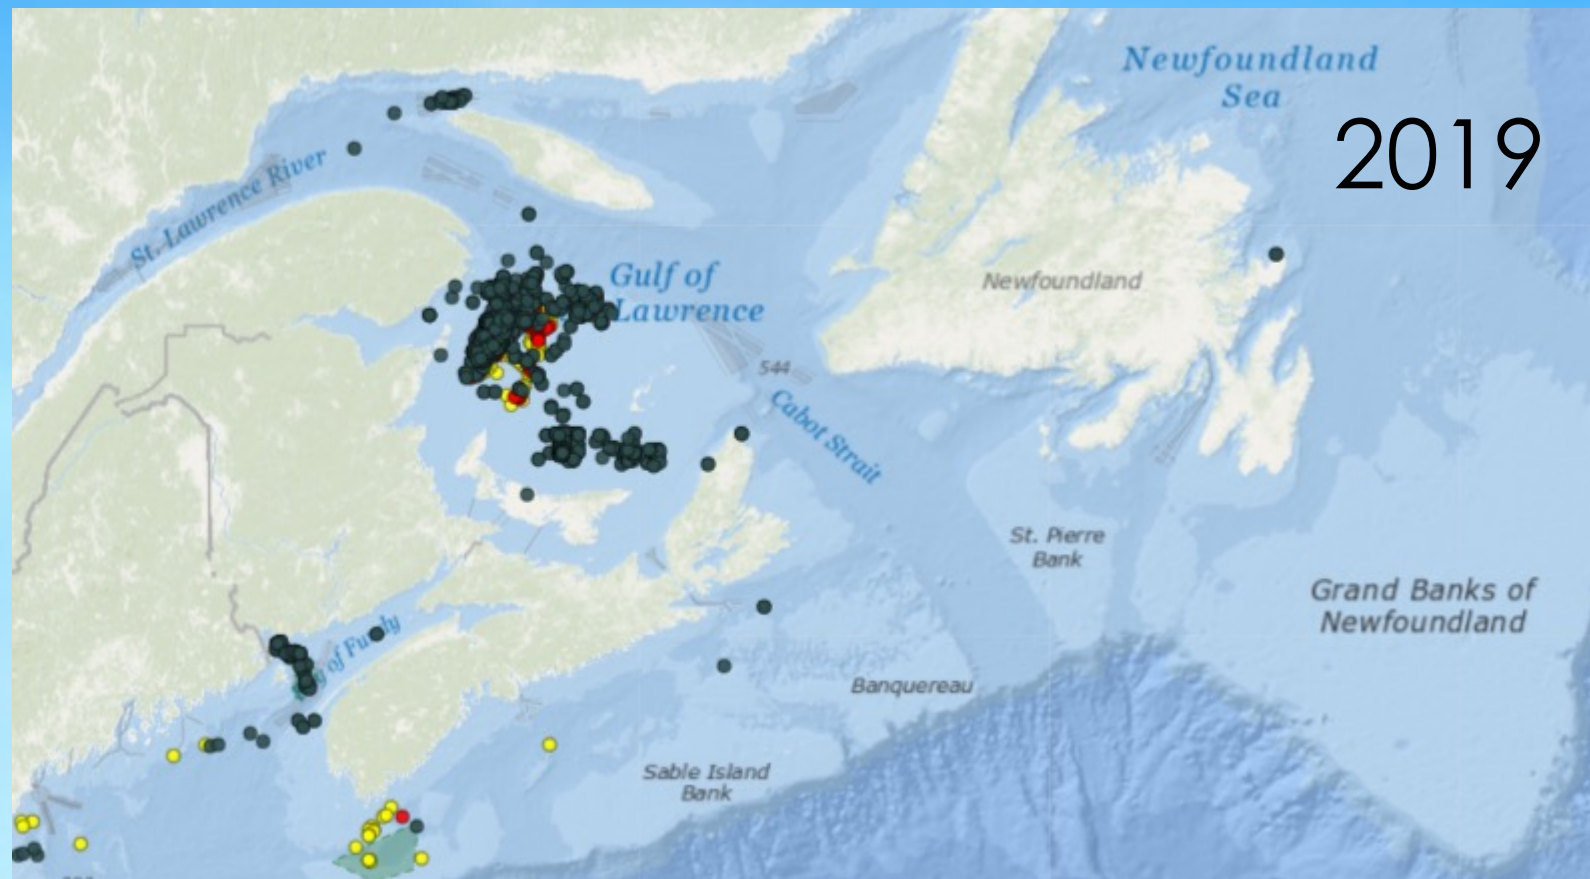 Newfoundland
Sea
2019
St. Lawrence River
Gulf of
Lawrence
Newfoundland
544
Cabot Strait
St. Pierre
Bank
Grand Banks of
Newfoundland
of Fundy
Banquereau
Sable Island
Bank